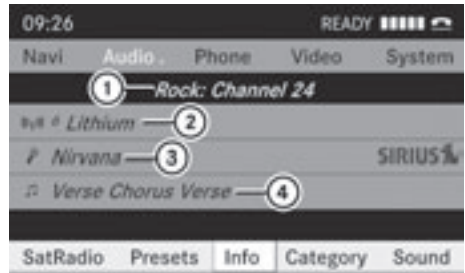 09:26 READY
Navi Audio Phone Video System
① Rock: Channel 24
Lithium ②
Nirvana ③ SIRIUS
Verse Chorus Verse ④
SatRadio Presets Info Category Sound